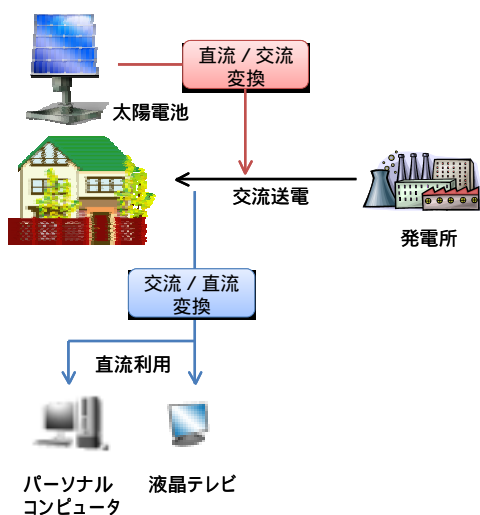 直流 / 交流
変換
太陽電池
交流送電
発電所
交流 / 直流
変換
直流利用
パーソナル
コンピュータ
液晶テレビ